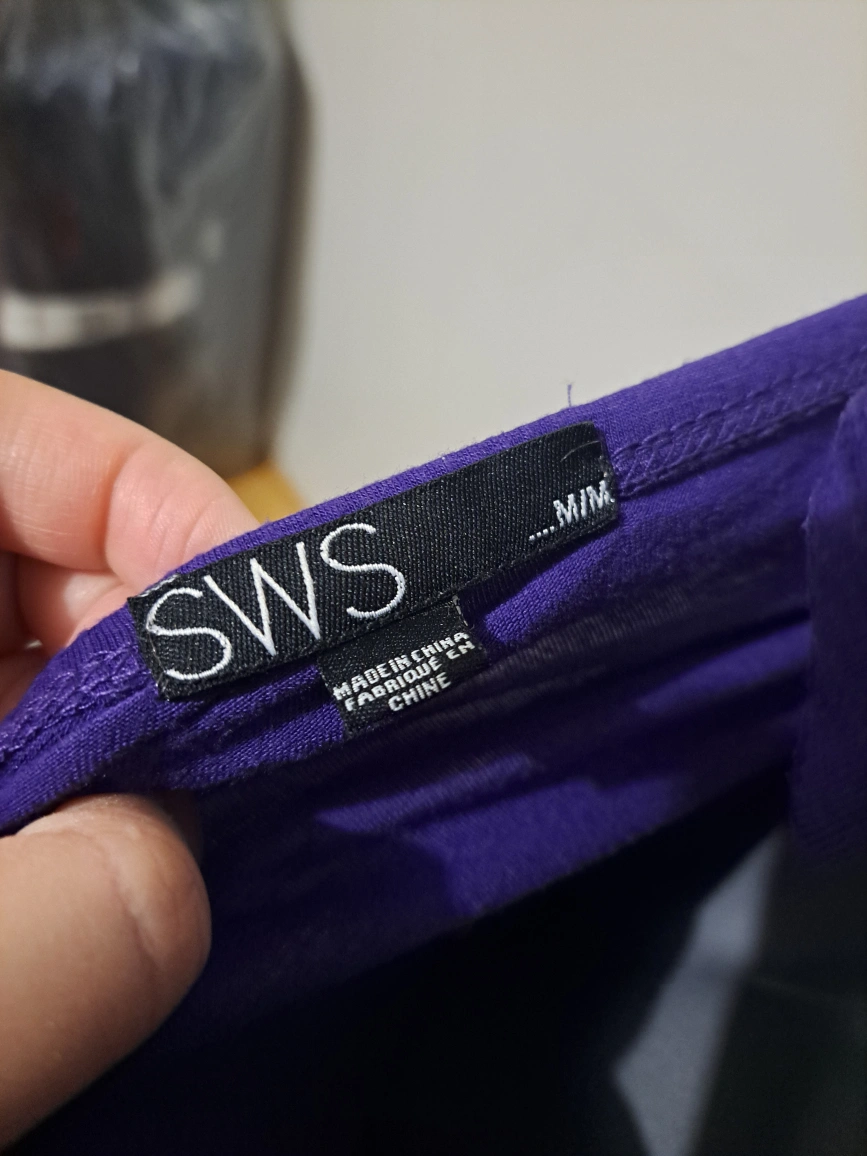 SWS
...M/M
MADE IN CHINA
FABRIQUÉ EN
CHINE